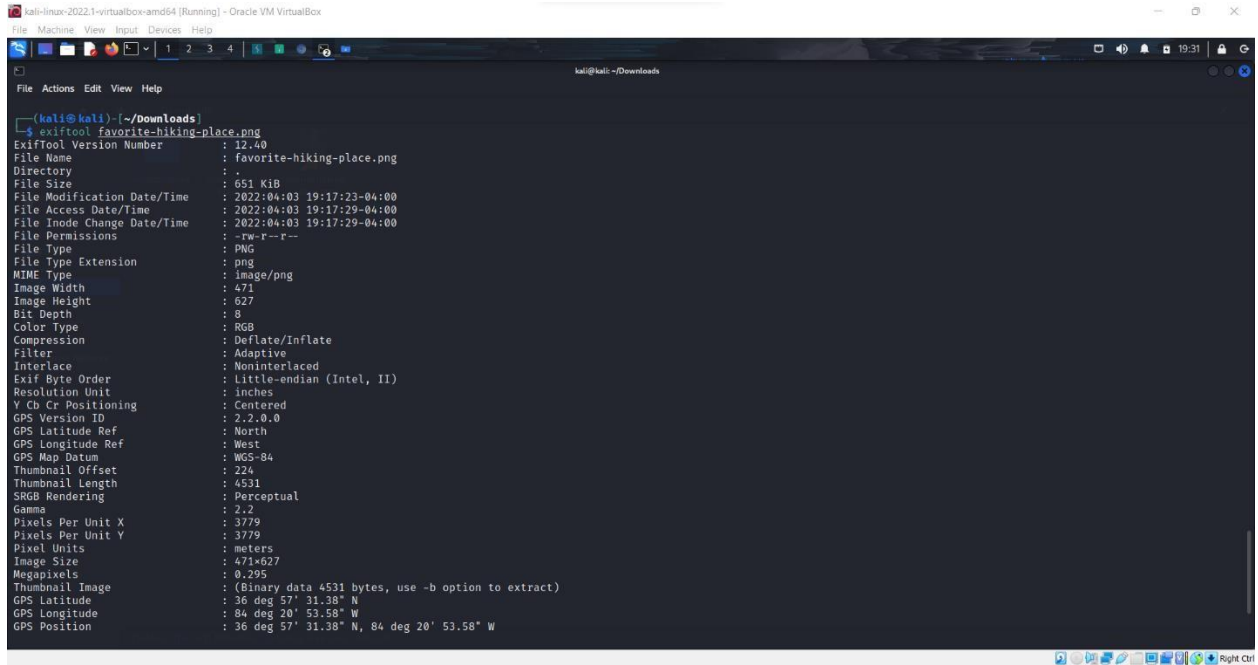 kali-linux-2022.1-virtualbox-amd64 [Running] - Oracle VM VirtualBox
File Machine View Input Devices Help
1 2 3 4
19:31
kali@kali: ~/Downloads
File Actions Edit View Help
(kali㉿kali)-[~/Downloads]
$ exiftool favorite-hiking-place.png
ExifTool Version Number : 12.40
File Name : favorite-hiking-place.png
Directory : .
File Size : 651 KiB
File Modification Date/Time : 2022:04:03 19:17:23-04:00
File Access Date/Time : 2022:04:03 19:17:29-04:00
File Inode Change Date/Time : 2022:04:03 19:17:29-04:00
File Permissions : -rw-r--r--
File Type : PNG
File Type Extension : png
MIME Type : image/png
Image Width : 471
Image Height : 627
Bit Depth : 8
Color Type : RGB
Compression : Deflate/Inflate
Filter : Adaptive
Interlace : Noninterlaced
Exif Byte Order : Little-endian (Intel, II)
Resolution Unit : inches
Y Cb Cr Positioning : Centered
GPS Version ID : 2.2.0.0
GPS Latitude Ref : North
GPS Longitude Ref : West
GPS Map Datum : WGS-84
Thumbnail Offset : 224
Thumbnail Length : 4531
SRGB Rendering : Perceptual
Gamma : 2.2
Pixels Per Unit X : 3779
Pixels Per Unit Y : 3779
Pixel Units : meters
Image Size : 471×627
Megapixels : 0.295
Thumbnail Image : (Binary data 4531 bytes, use -b option to extract)
GPS Latitude : 36 deg 57' 31.38" N
GPS Longitude : 84 deg 20' 53.58" W
GPS Position : 36 deg 57' 31.38" N, 84 deg 20' 53.58" W
Right Ctrl